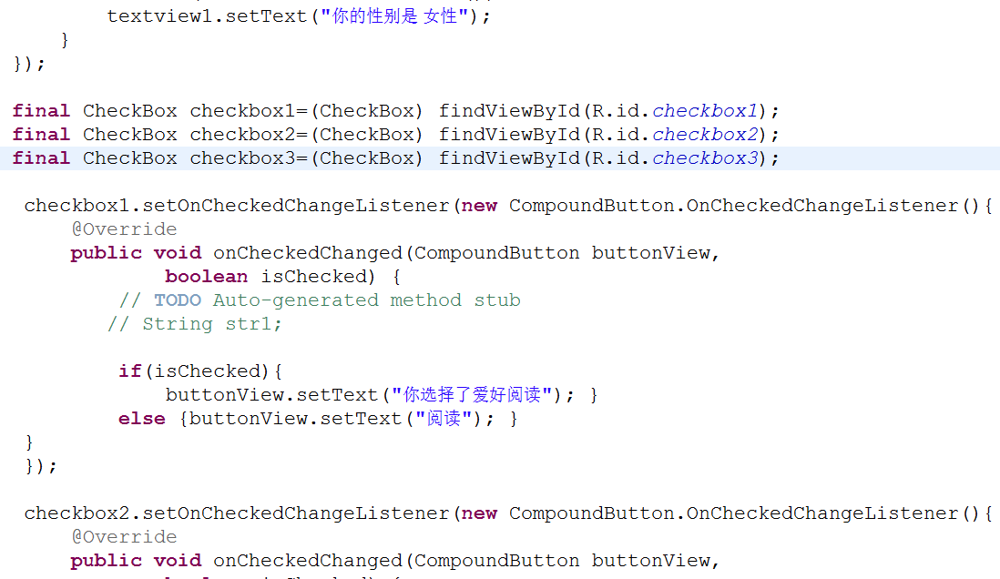 textview1.setText("你的性别是 女性");
}
});
final CheckBox checkbox1=(CheckBox) findViewById(R.id.checkbox1);
final CheckBox checkbox2=(CheckBox) findViewById(R.id.checkbox2);
final CheckBox checkbox3=(CheckBox) findViewById(R.id.checkbox3);
checkbox1.setOnCheckedChangeListener(new CompoundButton.OnCheckedChangeListener(){
@Override
public void onCheckedChanged(CompoundButton buttonView,
boolean isChecked) {
// TODO Auto-generated method stub
// String str1;
if(isChecked){
buttonView.setText("你选择了爱好阅读"); }
else {buttonView.setText("阅读"); }
}
});
checkbox2.setOnCheckedChangeListener(new CompoundButton.OnCheckedChangeListener(){
@Override
public void onCheckedChanged(CompoundButton buttonView,